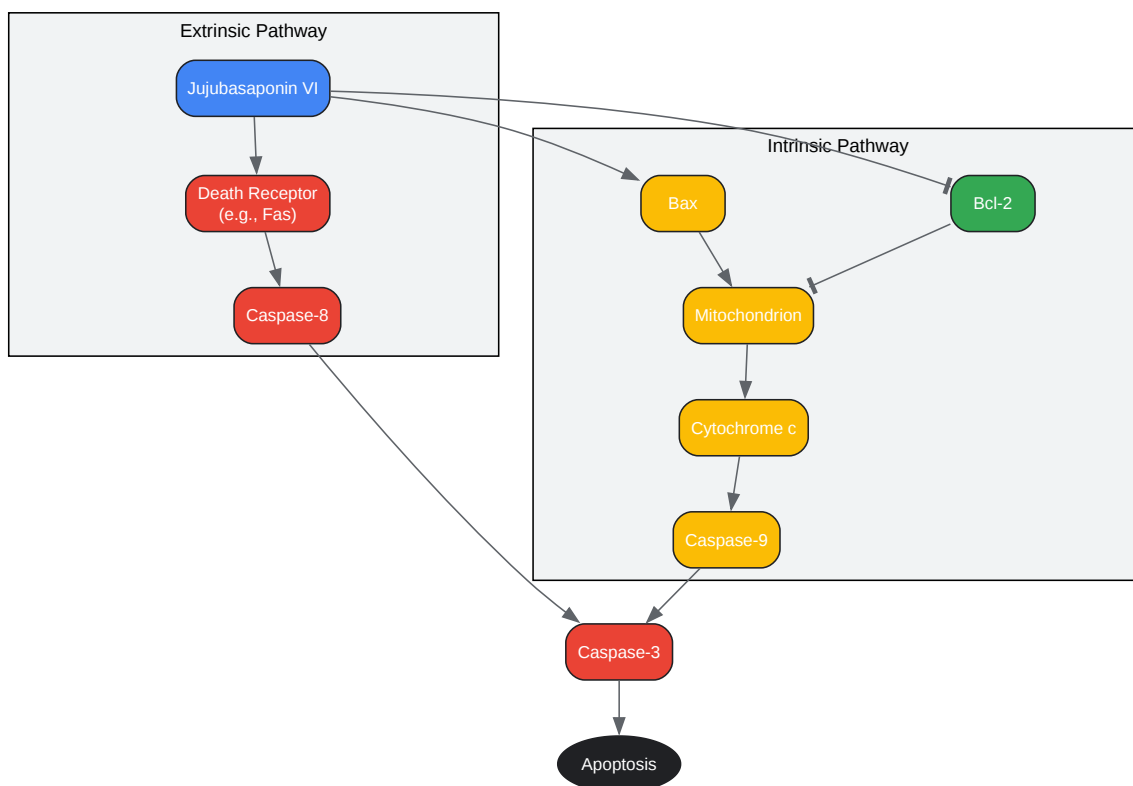 Extrinsic Pathway
Jujubasaponin VI
Death Receptor
(e.g., Fas)
Caspase-8
Intrinsic Pathway
Bax
Bcl-2
Mitochondrion
Cytochrome c
Caspase-9
Caspase-3
Apoptosis